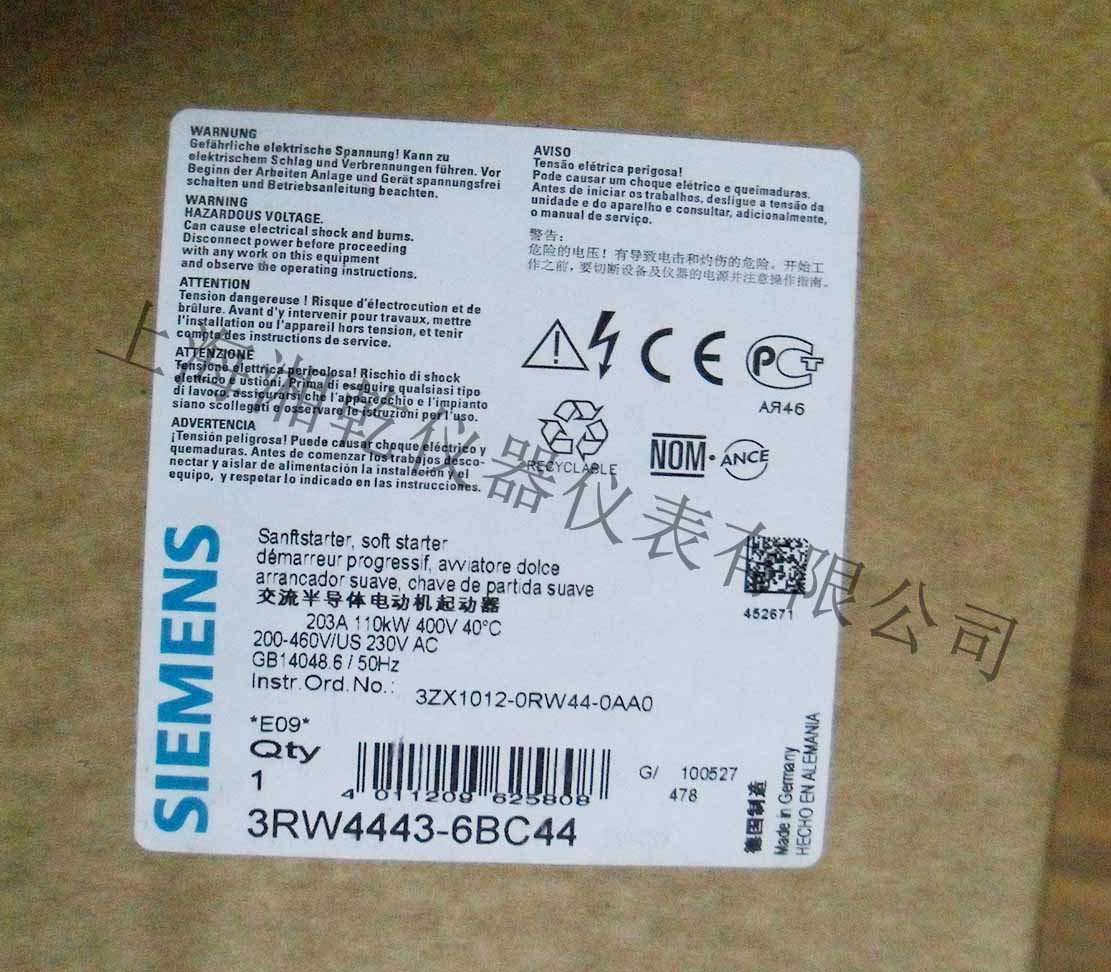 WARNUNG
Gefährliche elektrische Spannung! Kann zu
elektrischem Schlag und Verbrennungen führen. Vor
Beginn der Arbeiten Anlage und Gerät spannungsfrei
schalten und Betriebsanleitung beachten.
WARNING
HAZARDOUS VOLTAGE.
Can cause electrical shock and burns.
Disconnect power before proceeding
with any work on this equipment
and observe the operating instructions.
ATTENTION
Tension dangereuse ! Risque d'électrocution et de
brûlure. Avant d'y intervenir pour travaux, mettre
l'installation ou l'appareil hors tension, et tenir
compte des instructions de service.
ATTENZIONE
Tensione elettrica pericolosa! Rischio di shock
elettrico e ustioni. Prima di eseguire qualsiasi tipo
di lavoro assicurarsi che l'apparecchio e l'impianto
siano scollegati e osservare le istruzioni per l'uso.
ADVERTENCIA
¡Tensión peligrosa! Puede causar choque eléctrico y
quemaduras. Antes de comenzar los trabajos desco-
nectar y aislar de alimentación la instalación y el
equipo, y respetar lo indicado en las instrucciones.
AVISO
Tensão elétrica perigosa!
Pode causar um choque elétrico e queimaduras.
Antes de iniciar os trabalhos, desligue a tensão da
unidade e do aparelho e consultar, adicionalmente,
o manual de serviço.
警告:
危险的电压! 有导致电击和灼伤的危险。开始工
作之前, 要切断设备及仪器的电源并注意操作指南。
CE
АЯ46
RECYCLABLE
NOM · ANCE
452671
SIEMENS
Sanftstarter, soft starter
démarreur progressif, avviatore dolce
arrancador suave, chave de partida suave
交流半导体电动机起动器
203A 110kW 400V 40°C
200-460V/US 230V AC
GB14048.6 / 50Hz
Instr.Ord.No.: 3ZX1012-0RW44-0AA0
*E09*
Qty
1
4 011209 625808
G/ 100527
478
3RW4443-6BC44
德国制造
Made in Germany
HECHO EN ALEMANIA
上海湘乾仪器仪表有限公司